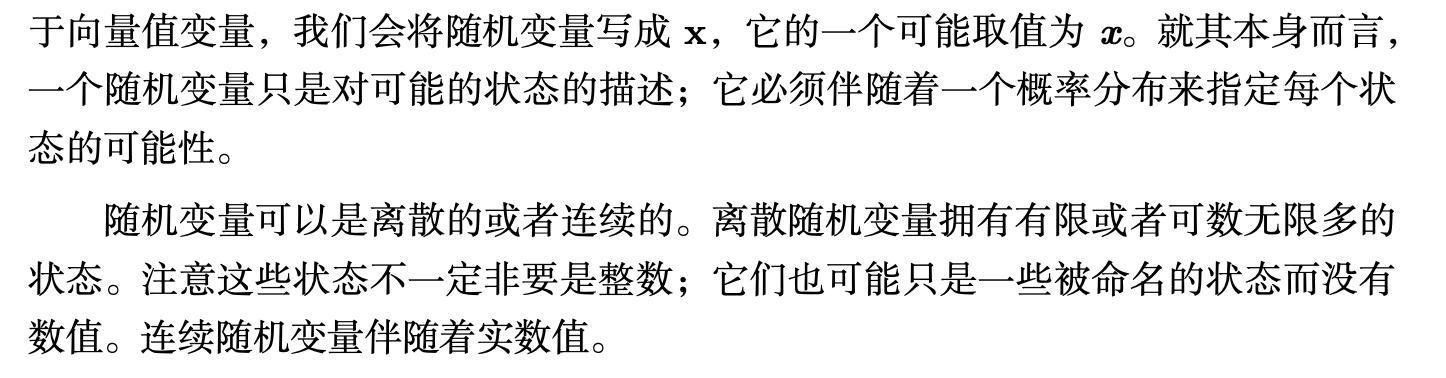 于向量值变量，我们会将随机变量写成 x，它的一个可能取值为 x。就其本身而言，
一个随机变量只是对可能的状态的描述；它必须伴随着一个概率分布来指定每个状
态的可能性。
随机变量可以是离散的或者连续的。离散随机变量拥有有限或者可数无限多的
状态。注意这些状态不一定非要是整数；它们也可能只是一些被命名的状态而没有
数值。连续随机变量伴随着实数值。